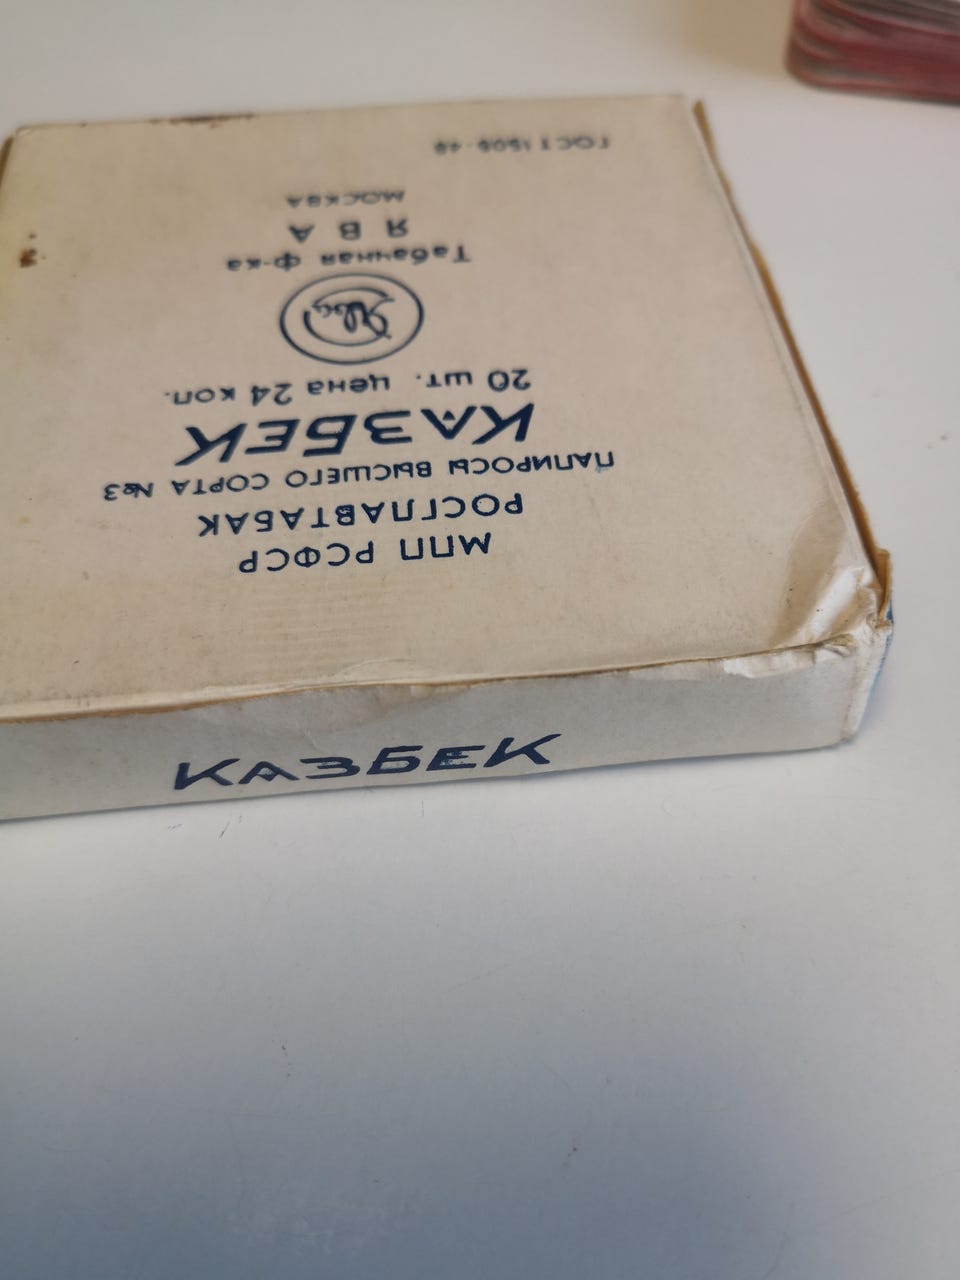 МПП РСФСР
РОСГЛАВТАБАК
ПАПИРОСЫ ВЫСШЕГО СОРТА №3
КАЗБЕК
20 шт. цена 24 коп.
Ява
Табачная ф-ка
ЯВА
МОСКВА
ГОСТ 1505-
КАЗБЕК